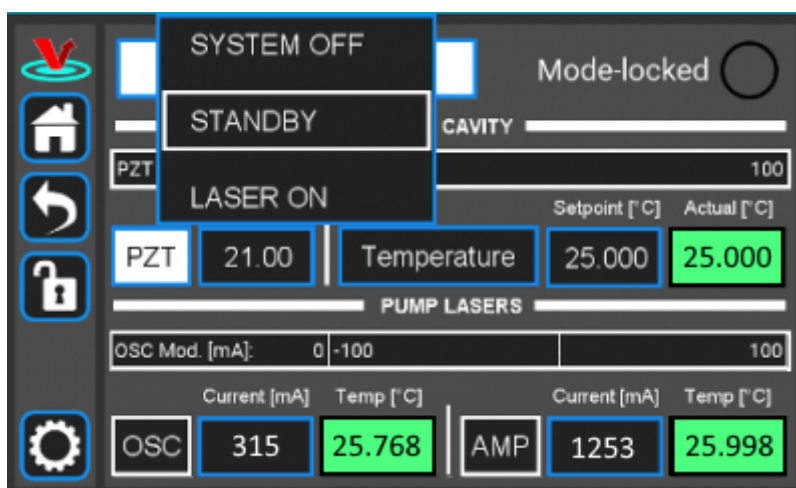 SYSTEM OFF
STANDBY
LASER ON
Mode-locked
CAVITY
PZT
100
Setpoint [°C] Actual [°C]
PZT 21.00 Temperature 25.000 25.000
PUMP LASERS
OSC Mod. [mA]: 0 -100 100
Current [mA] Temp [°C] Current [mA] Temp [°C]
OSC 315 25.768 AMP 1253 25.998